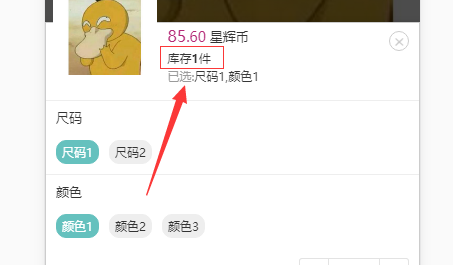 85.60 星辉币
库存1件
已选:尺码1,颜色1
尺码
尺码1 尺码2
颜色
颜色1 颜色2 颜色3